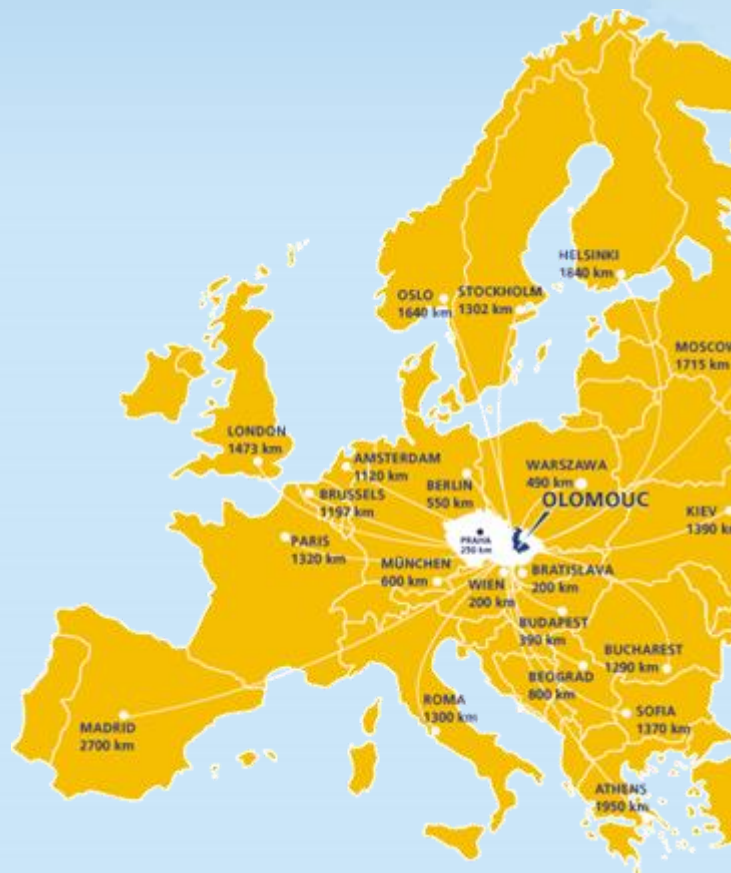 HELSINKI
1840 km
OSLO
1640 km
STOCKHOLM
1302 km
MOSCOW
1715 km
LONDON
1473 km
AMSTERDAM
1120 km
BRUSSELS
1197 km
BERLIN
550 km
WARSZAWA
490 km
OLOMOUC
KIEV
1390 km
PARIS
1320 km
PRAHA
250 km
MÜNCHEN
600 km
WIEN
200 km
BRATISLAVA
200 km
BUDAPEST
390 km
BUCHAREST
1290 km
BEOGRAD
800 km
ROMA
1300 km
SOFIA
1370 km
MADRID
2700 km
ATHENS
1950 km